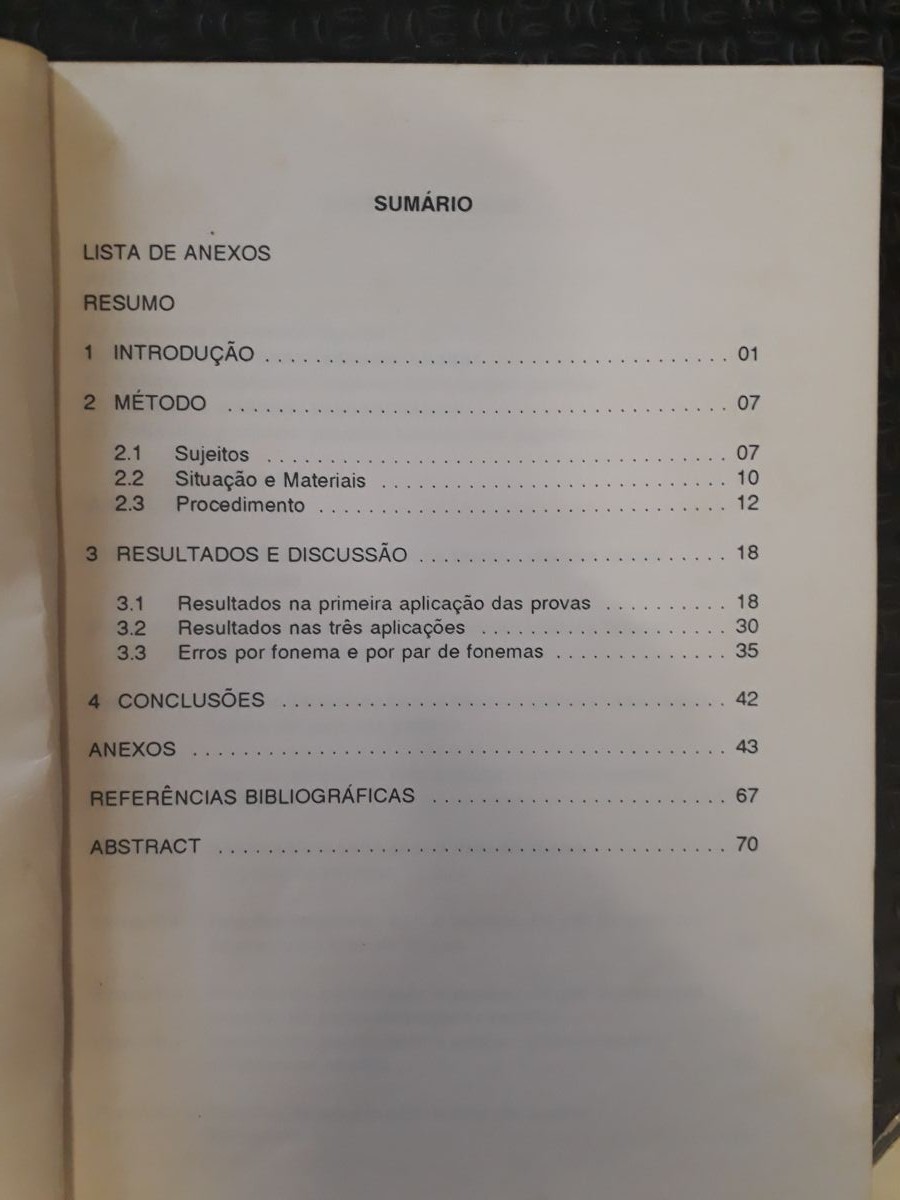 SUMÁRIO
LISTA DE ANEXOS
RESUMO
1 INTRODUÇÃO ..................................... 01
2 MÉTODO ........................................ 07
2.1 Sujeitos ..................................... 07
2.2 Situação e Materiais ............................ 10
2.3 Procedimento ................................. 12
3 RESULTADOS E DISCUSSÃO ......................... 18
3.1 Resultados na primeira aplicação das provas .......... 18
3.2 Resultados nas três aplicações .................... 30
3.3 Erros por fonema e por par de fonemas .............. 35
4 CONCLUSÕES .................................... 42
ANEXOS ........................................... 43
REFERÊNCIAS BIBLIOGRÁFICAS ........................ 67
ABSTRACT ......................................... 70